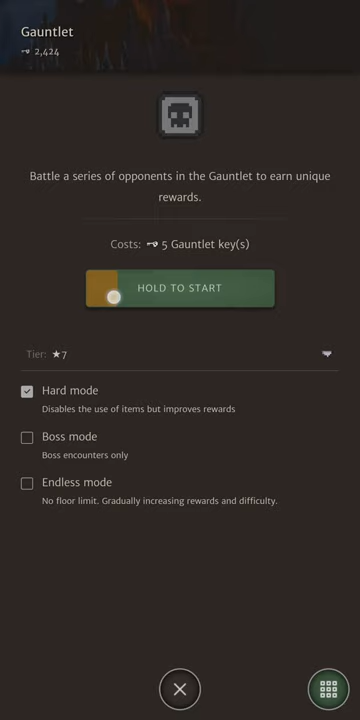 Gauntlet
2,424
Battle a series of opponents in the Gauntlet to earn unique
rewards.
Costs: 5 Gauntlet key(s)
HOLD TO START
Tier: ★7
Hard mode
Disables the use of items but improves rewards
Boss mode
Boss encounters only
Endless mode
No floor limit. Gradually increasing rewards and difficulty.